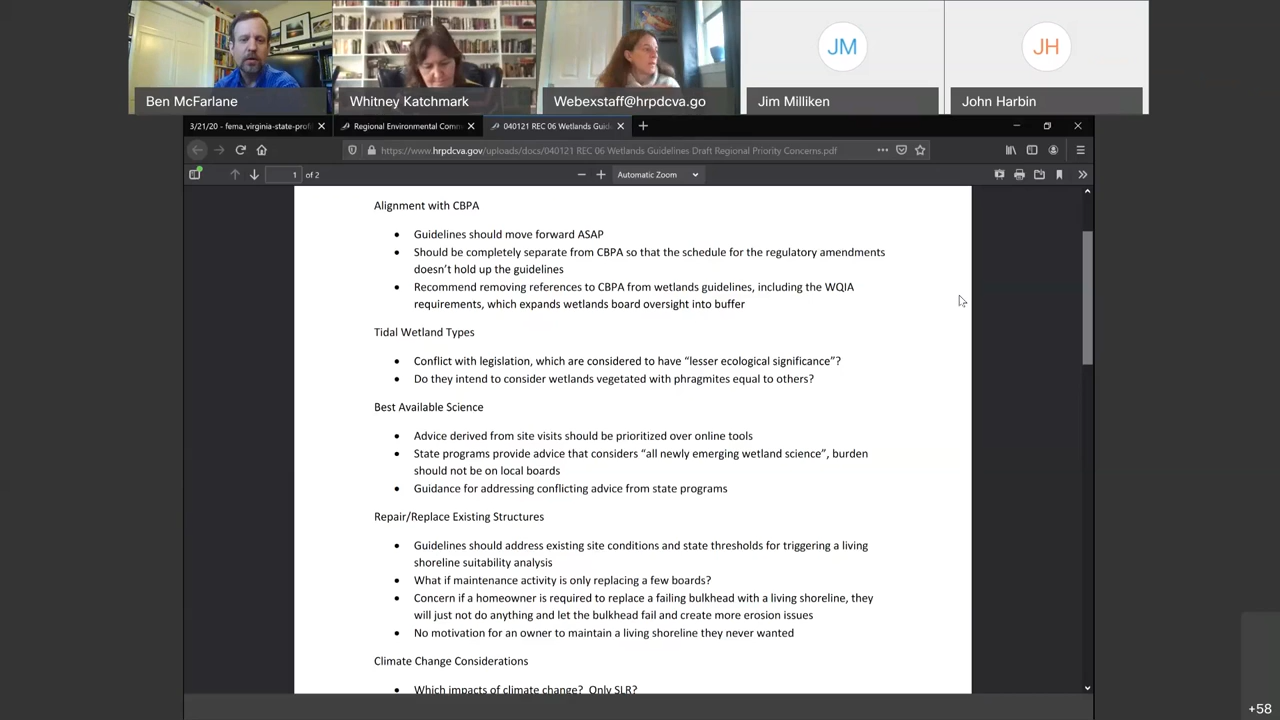 JM
JH
Ben McFarlane
Whitney Katchmark
Webexstaff@hrpdcva.go
Jim Milliken
John Harbin
3/21/20 - fema_virginia-state-profi
Regional Environmental Comm
040121 REC 06 Wetlands Guid
https://www.hrpdcva.gov/uploads/docs/040121 REC 06 Wetlands Guidelines Draft Regional Priority Concerns.pdf
1 of 2
Automatic Zoom
Alignment with CBPA
• Guidelines should move forward ASAP
• Should be completely separate from CBPA so that the schedule for the regulatory amendments
doesn't hold up the guidelines
• Recommend removing references to CBPA from wetlands guidelines, including the WQIA
requirements, which expands wetlands board oversight into buffer
Tidal Wetland Types
• Conflict with legislation, which are considered to have "lesser ecological significance"?
• Do they intend to consider wetlands vegetated with phragmites equal to others?
Best Available Science
• Advice derived from site visits should be prioritized over online tools
• State programs provide advice that considers "all newly emerging wetland science", burden
should not be on local boards
• Guidance for addressing conflicting advice from state programs
Repair/Replace Existing Structures
• Guidelines should address existing site conditions and state thresholds for triggering a living
shoreline suitability analysis
• What if maintenance activity is only replacing a few boards?
• Concern if a homeowner is required to replace a failing bulkhead with a living shoreline, they
will just not do anything and let the bulkhead fail and create more erosion issues
• No motivation for an owner to maintain a living shoreline they never wanted
Climate Change Considerations
• Which impacts of climate change? Only SLR?
+58